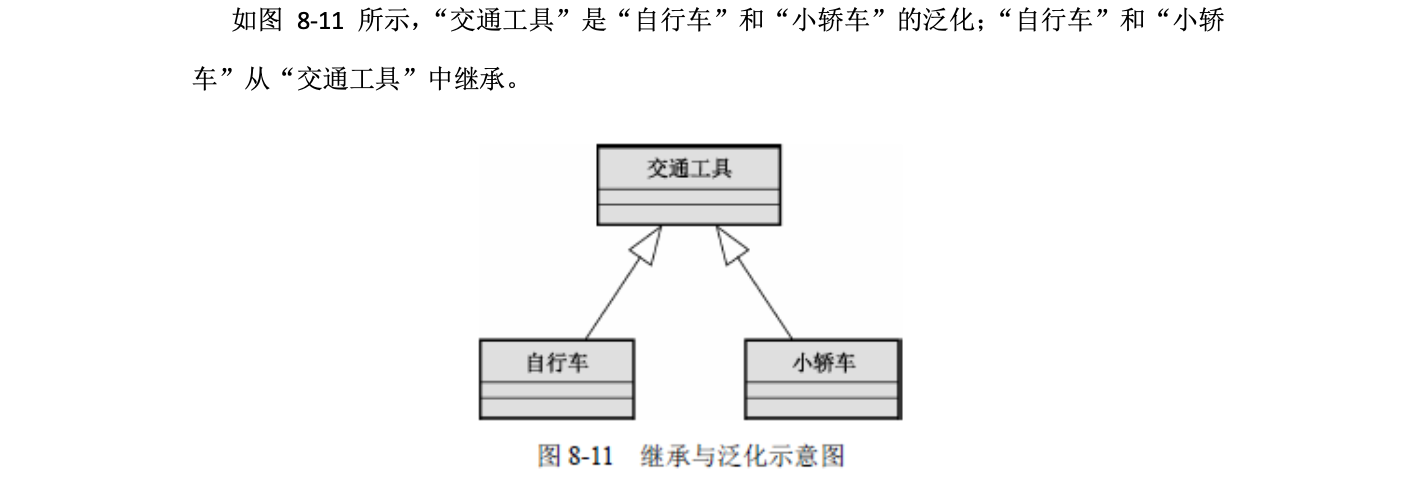 如图 8-11 所示，“交通工具”是“自行车”和“小轿车”的泛化；“自行车”和“小轿
车”从“交通工具”中继承。
交通工具
自行车
小轿车
图 8-11 继承与泛化示意图